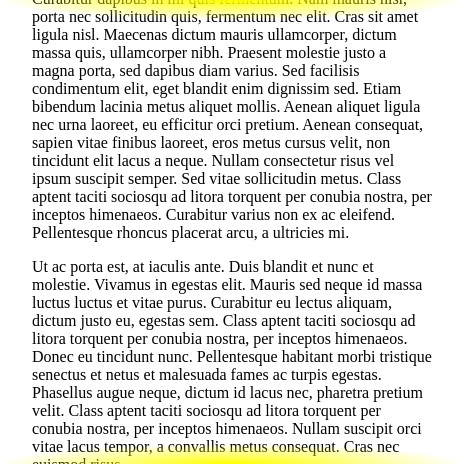 Curabitur dapibus in mi quis fermentum. Nam mauris nisi,
porta nec sollicitudin quis, fermentum nec elit. Cras sit amet
ligula nisl. Maecenas dictum mauris ullamcorper, dictum
massa quis, ullamcorper nibh. Praesent molestie justo a
magna porta, sed dapibus diam varius. Sed facilisis
condimentum elit, eget blandit enim dignissim sed. Etiam
bibendum lacinia metus aliquet mollis. Aenean aliquet ligula
nec urna laoreet, eu efficitur orci pretium. Aenean consequat,
sapien vitae finibus laoreet, eros metus cursus velit, non
tincidunt elit lacus a neque. Nullam consectetur risus vel
ipsum suscipit semper. Sed vitae sollicitudin metus. Class
aptent taciti sociosqu ad litora torquent per conubia nostra, per
inceptos himenaeos. Curabitur varius non ex ac eleifend.
Pellentesque rhoncus placerat arcu, a ultricies mi.
Ut ac porta est, at iaculis ante. Duis blandit et nunc et
molestie. Vivamus in egestas elit. Mauris sed neque id massa
luctus luctus et vitae purus. Curabitur eu lectus aliquam,
dictum justo eu, egestas sem. Class aptent taciti sociosqu ad
litora torquent per conubia nostra, per inceptos himenaeos.
Donec eu tincidunt nunc. Pellentesque habitant morbi tristique
senectus et netus et malesuada fames ac turpis egestas.
Phasellus augue neque, dictum id lacus nec, pharetra pretium
velit. Class aptent taciti sociosqu ad litora torquent per
conubia nostra, per inceptos himenaeos. Nullam suscipit orci
vitae lacus tempor, a convallis metus consequat. Cras nec
euismod risus.